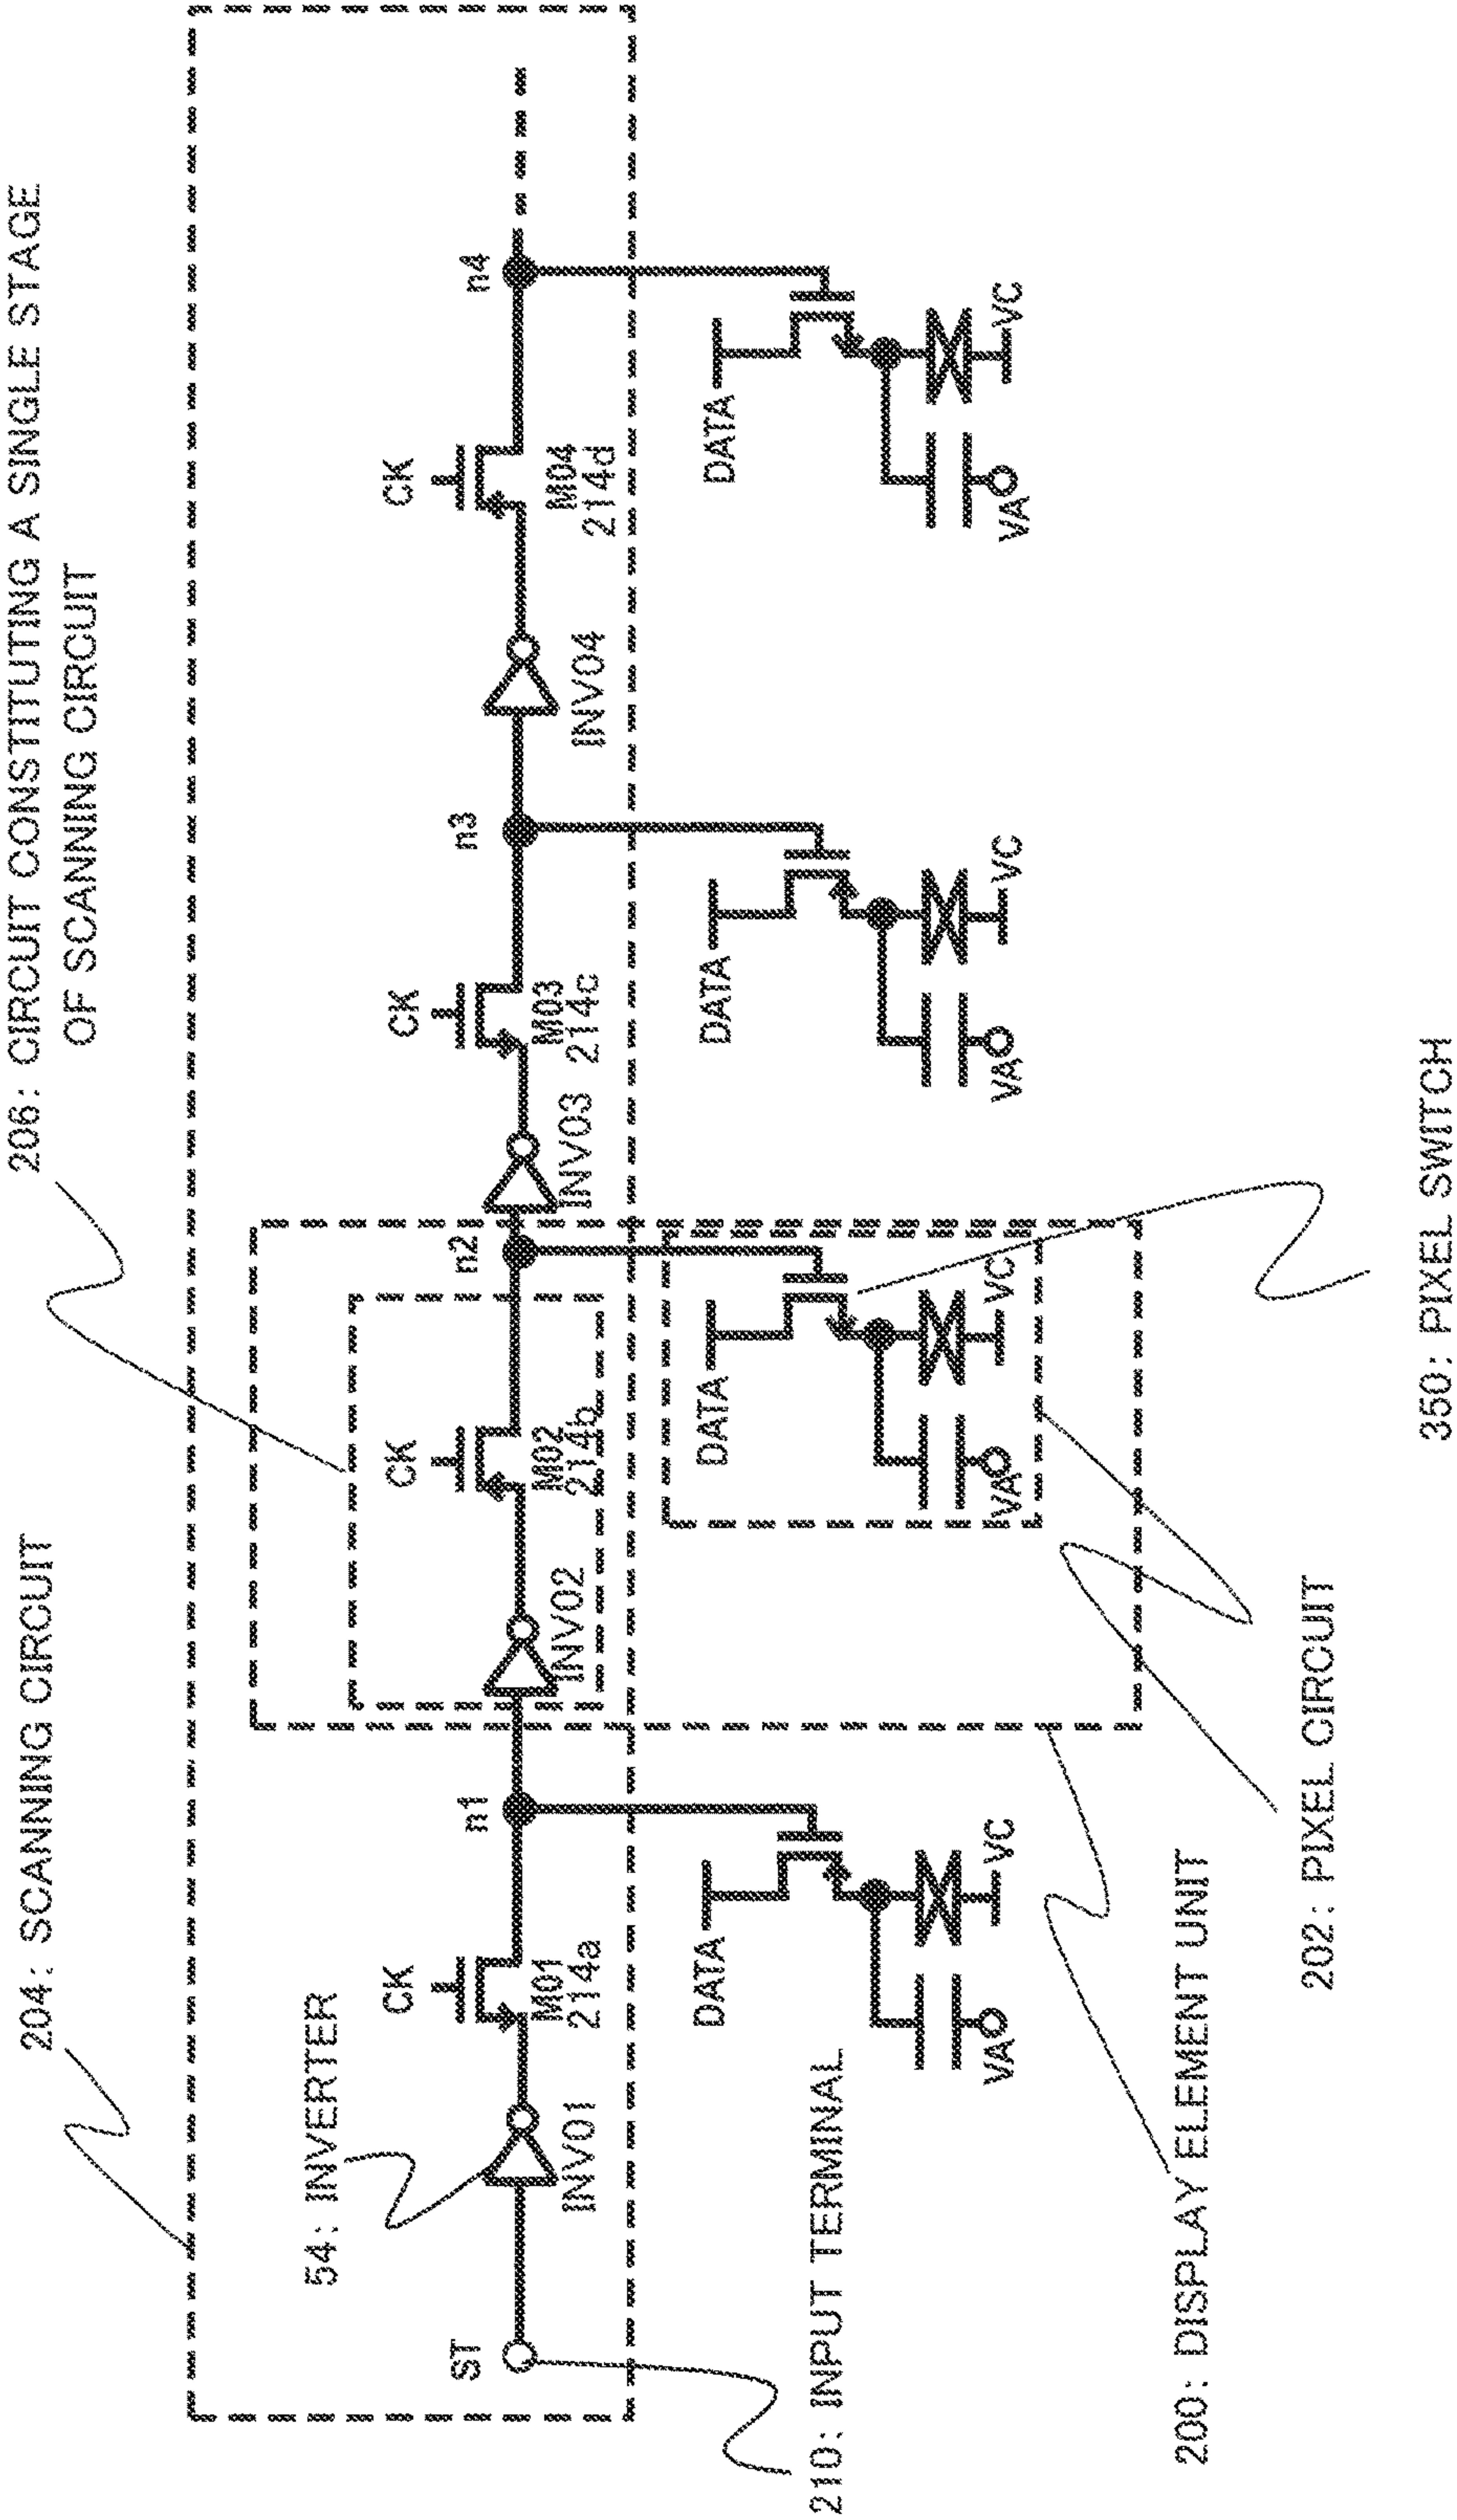 206: CIRCUIT CONSTITUTING A SINGLE STAGE
OF SCANNING CIRCUIT
204: SCANNING CIRCUIT
54: INVERTER
CK
CK
CK
CK
ST
n1
n2
n3
n4
INV01
M01
214a
INV02
M02
214b
INV03
M03
214c
INV04
M04
214d
DATA
DATA
DATA
DATA
VA
VC
VA
VC
VA
VC
VA
VC
210: INPUT TERMINAL
200: DISPLAY ELEMENT UNIT
202: PIXEL CIRCUIT
350: PIXEL SWITCH